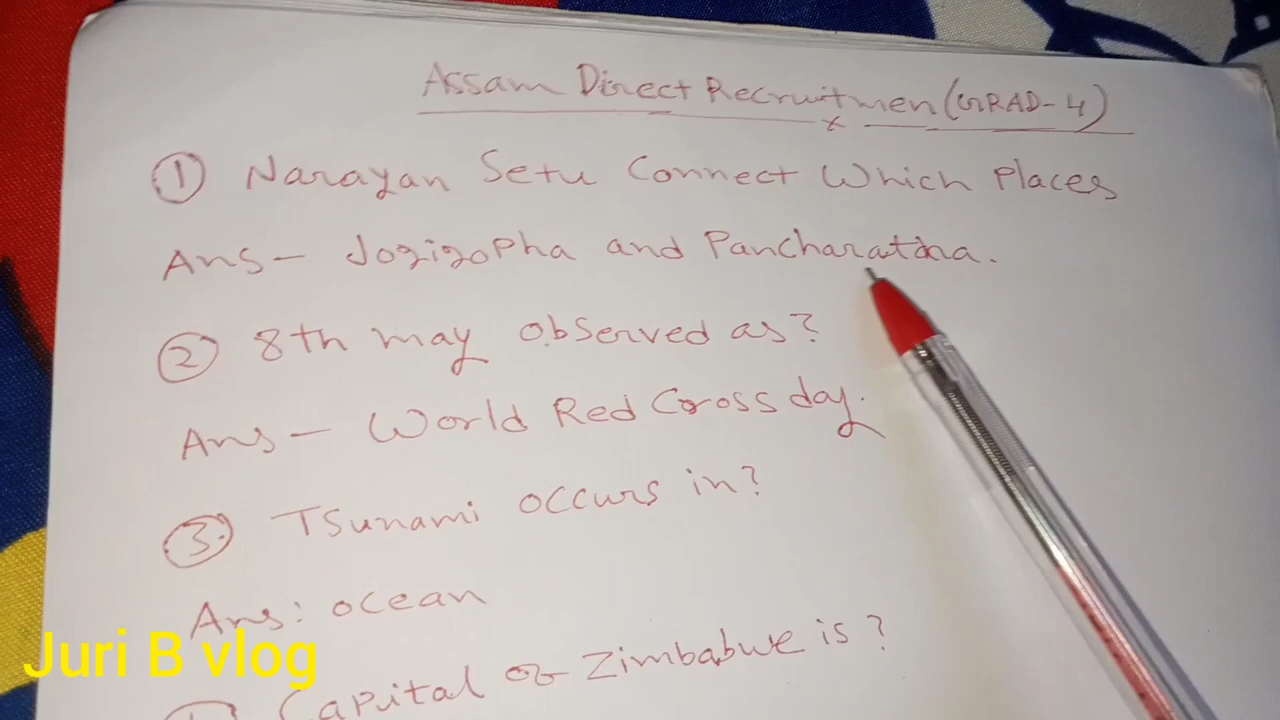 Assam Direct Recruitmen (GRAD-4)
① Narayan Setu Connect Which Places
Ans - Jogigopha and Pancharatna.
② 8th may observed as?
Ans - World Red Cross day.
③ Tsunami occurs in?
Ans: ocean
Capital of Zimbabwe is?
Juri B vlog